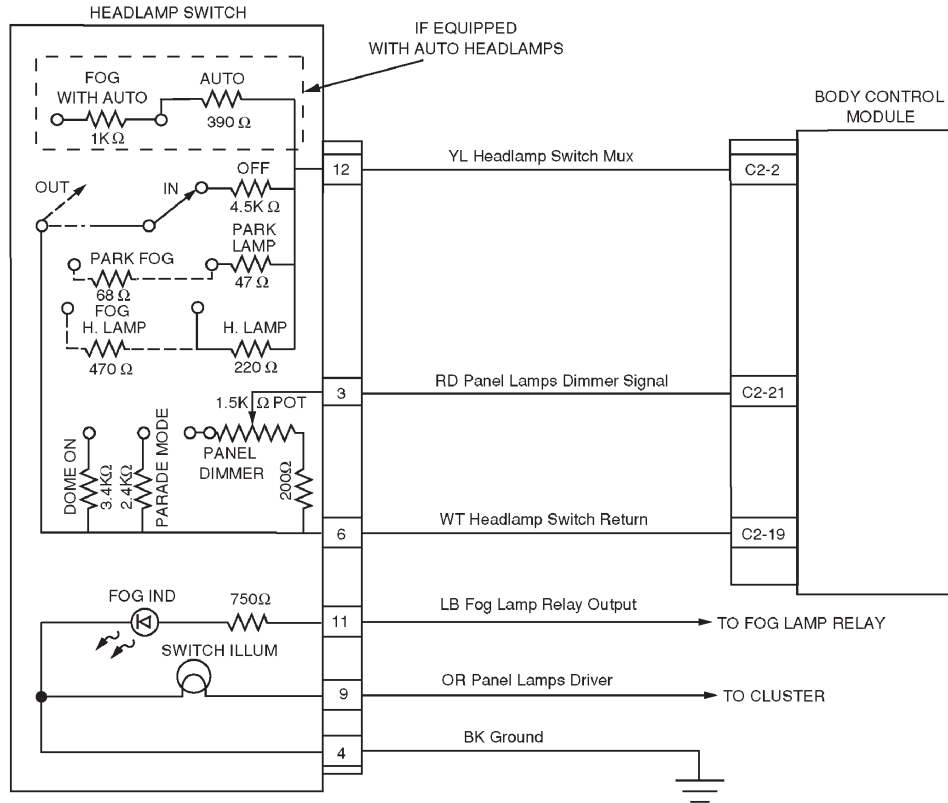 HEADLAMP SWITCH
IF EQUIPPED
WITH AUTO HEADLAMPS
FOG
WITH AUTO
1KΩ
AUTO
390 Ω
BODY CONTROL
MODULE
12
YL Headlamp Switch Mux
C2-2
OUT
IN
OFF
4.5K Ω
PARK
LAMP
47 Ω
PARK FOG
68 Ω
FOG
H. LAMP
470 Ω
H. LAMP
220 Ω
3
RD Panel Lamps Dimmer Signal
C2-21
1.5K Ω POT
PANEL
DIMMER
DOME ON
3.4KΩ
2.4KΩ
PARADE MODE
200Ω
6
WT Headlamp Switch Return
C2-19
FOG IND
750Ω
11
LB Fog Lamp Relay Output
TO FOG LAMP RELAY
SWITCH ILLUM
9
OR Panel Lamps Driver
TO CLUSTER
4
BK Ground